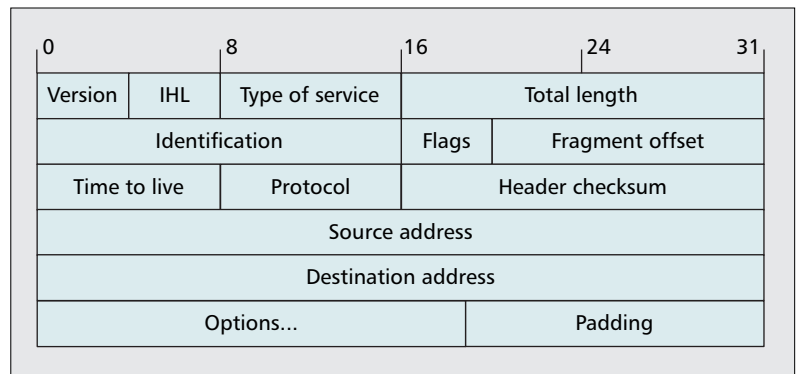 0 8 16 24 31
Version IHL Type of service Total length
Identification Flags Fragment offset
Time to live Protocol Header checksum
Source address
Destination address
Options... Padding